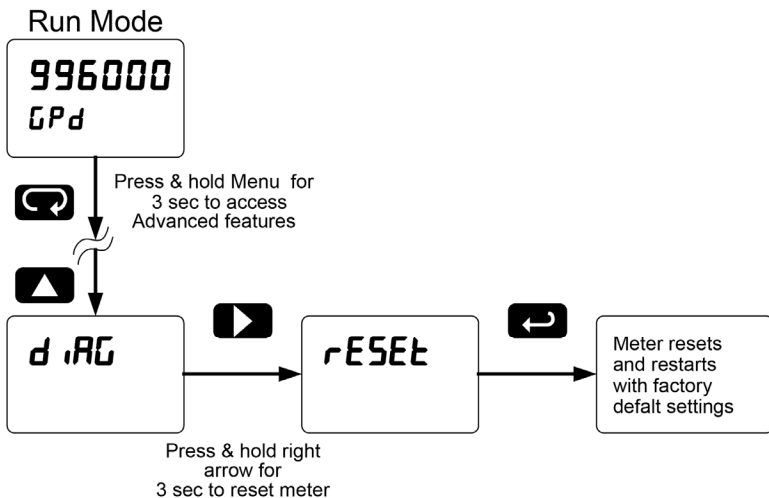 Run Mode
996000
GPd
Press & hold Menu for
3 sec to access
Advanced features
diAG
rESEt
Meter resets
and restarts
with factory
defalt settings
Press & hold right
arrow for
3 sec to reset meter